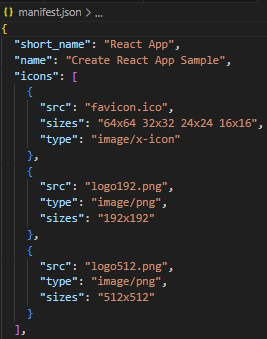 {} manifest.json > ...
{
"short_name": "React App",
"name": "Create React App Sample",
"icons": [
{
"src": "favicon.ico",
"sizes": "64x64 32x32 24x24 16x16",
"type": "image/x-icon"
},
{
"src": "logo192.png",
"type": "image/png",
"sizes": "192x192"
},
{
"src": "logo512.png",
"type": "image/png",
"sizes": "512x512"
}
],